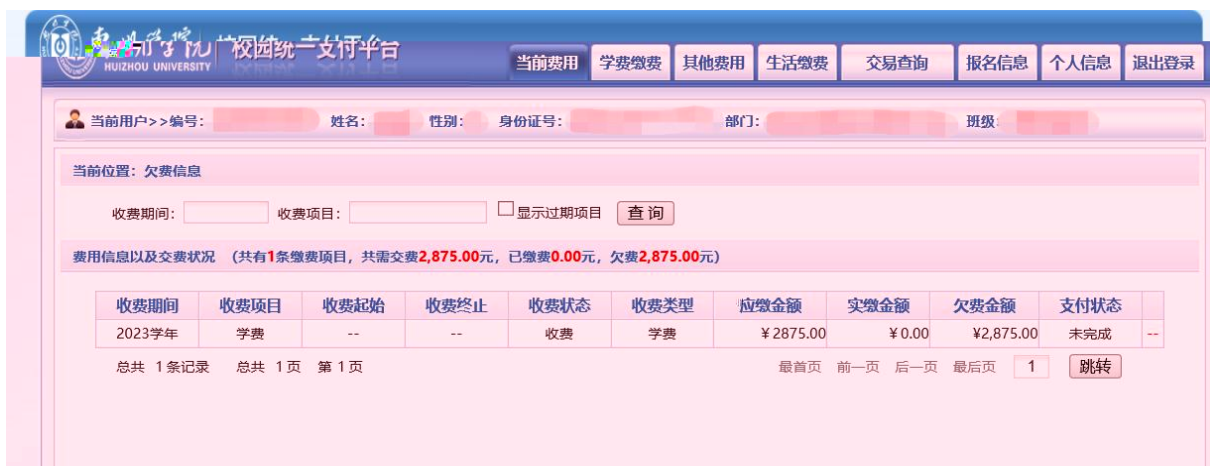 校园统一支付平台
HUIZHOU UNIVERSITY
当前费用 学费缴费 其他费用 生活缴费 交易查询 报名信息 个人信息 退出登录
当前用户>>编号: 姓名: 性别: 身份证号: 部门: 班级:
当前位置: 欠费信息
收费期间: 收费项目: 显示过期项目 查 询
费用信息以及交费状况 (共有1条缴费项目, 共需交费2,875.00元, 已缴费0.00元, 欠费2,875.00元)
收费期间 收费项目 收费起始 收费终止 收费状态 收费类型 应缴金额 实缴金额 欠费金额 支付状态
2023学年 学费 -- -- 收费 学费 ¥2875.00 ¥0.00 ¥2,875.00 未完成 --
总共 1条记录 总共 1页 第1页 最首页 前一页 后一页 最后页 1 跳转